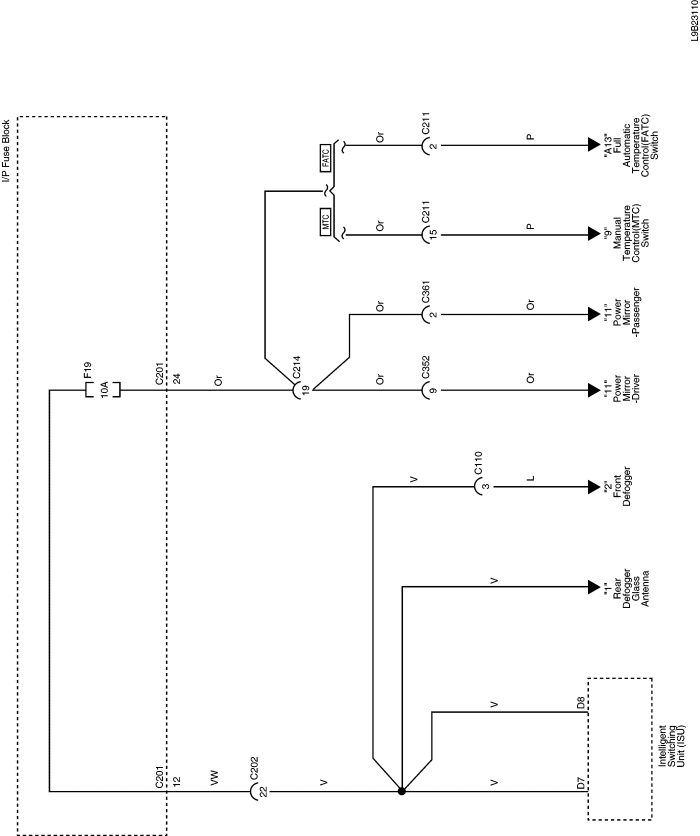 L9B23110
I/P Fuse Block
F19
10A
C201
24
Or
C214
19
FATC
MTC
Or
C211
2
P
"A13"
Full
Automatic
Temperature
Control(FATC)
Switch
Or
C211
15
P
"9"
Manual
Temperature
Control(MTC)
Switch
Or
C361
2
Or
"11"
Power
Mirror
-Passenger
Or
C352
9
Or
"11"
Power
Mirror
-Driver
V
C110
3
L
"2"
Front
Defogger
V
"1"
Rear
Defogger
Glass
Antenna
C201
12
VW
C202
22
V
V
D8
V
D7
Intelligent
Switching
Unit (ISU)